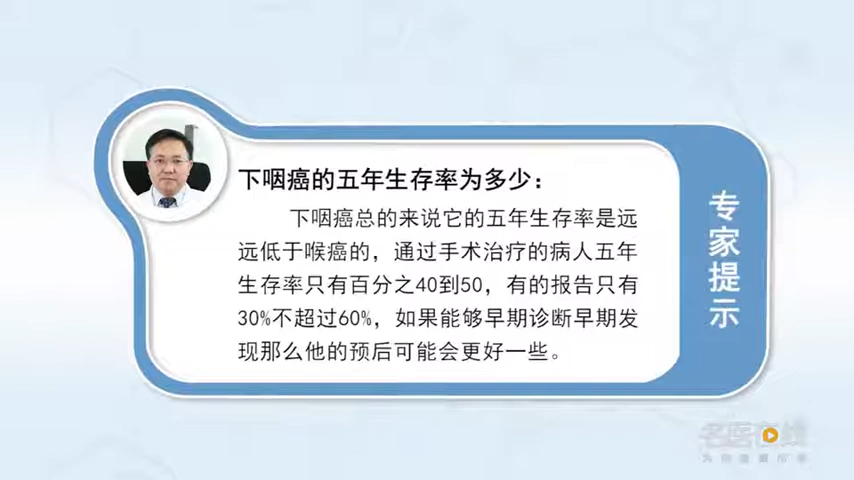 下咽癌的五年生存率为多少：
下咽癌总的来说它的五年生存率是远
远低于喉癌的，通过手术治疗的病人五年
生存率只有百分之40到50，有的报告只有
30%不超过60%，如果能够早期诊断早期发
现那么他的预后可能会更好一些。
专家提示
名医在线